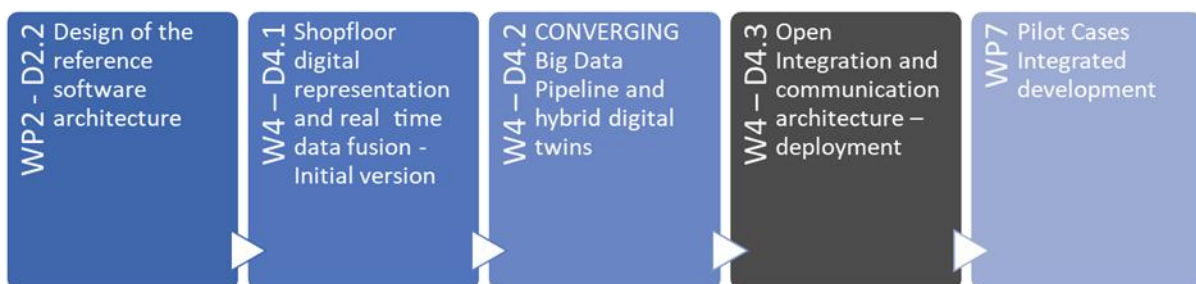 WP2 - D2.2
Design of the
reference
software
architecture
W4 – D4.1
Shopfloor
digital
representation
and real time
data fusion -
Initial version
W4 – D4.2
CONVERGING
Big Data
Pipeline and
hybrid digital
twins
W4 – D4.3
Open
Integration and
communication
architecture –
deployment
WP7
Pilot Cases
Integrated
development